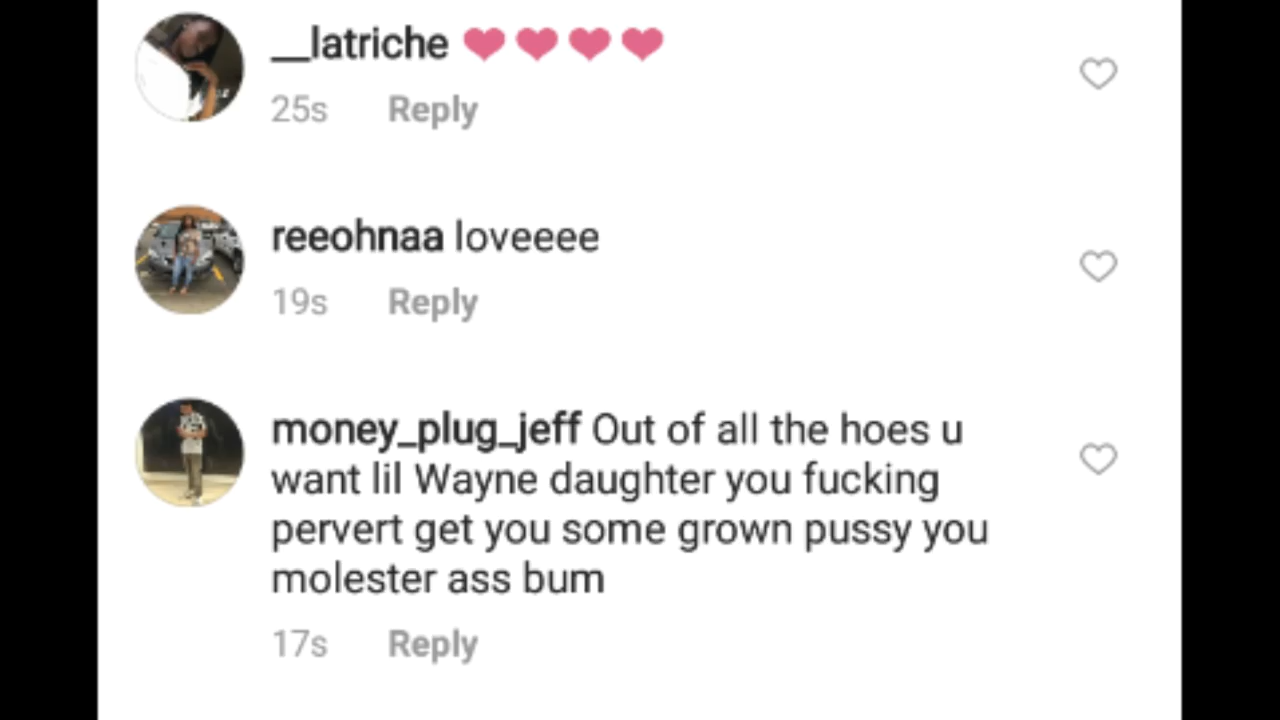 __latriche ❤❤❤❤
25s Reply
reeohnaa loveeee
19s Reply
money_plug_jeff Out of all the hoes u
want lil Wayne daughter you fucking
pervert get you some grown pussy you
molester ass bum
17s Reply